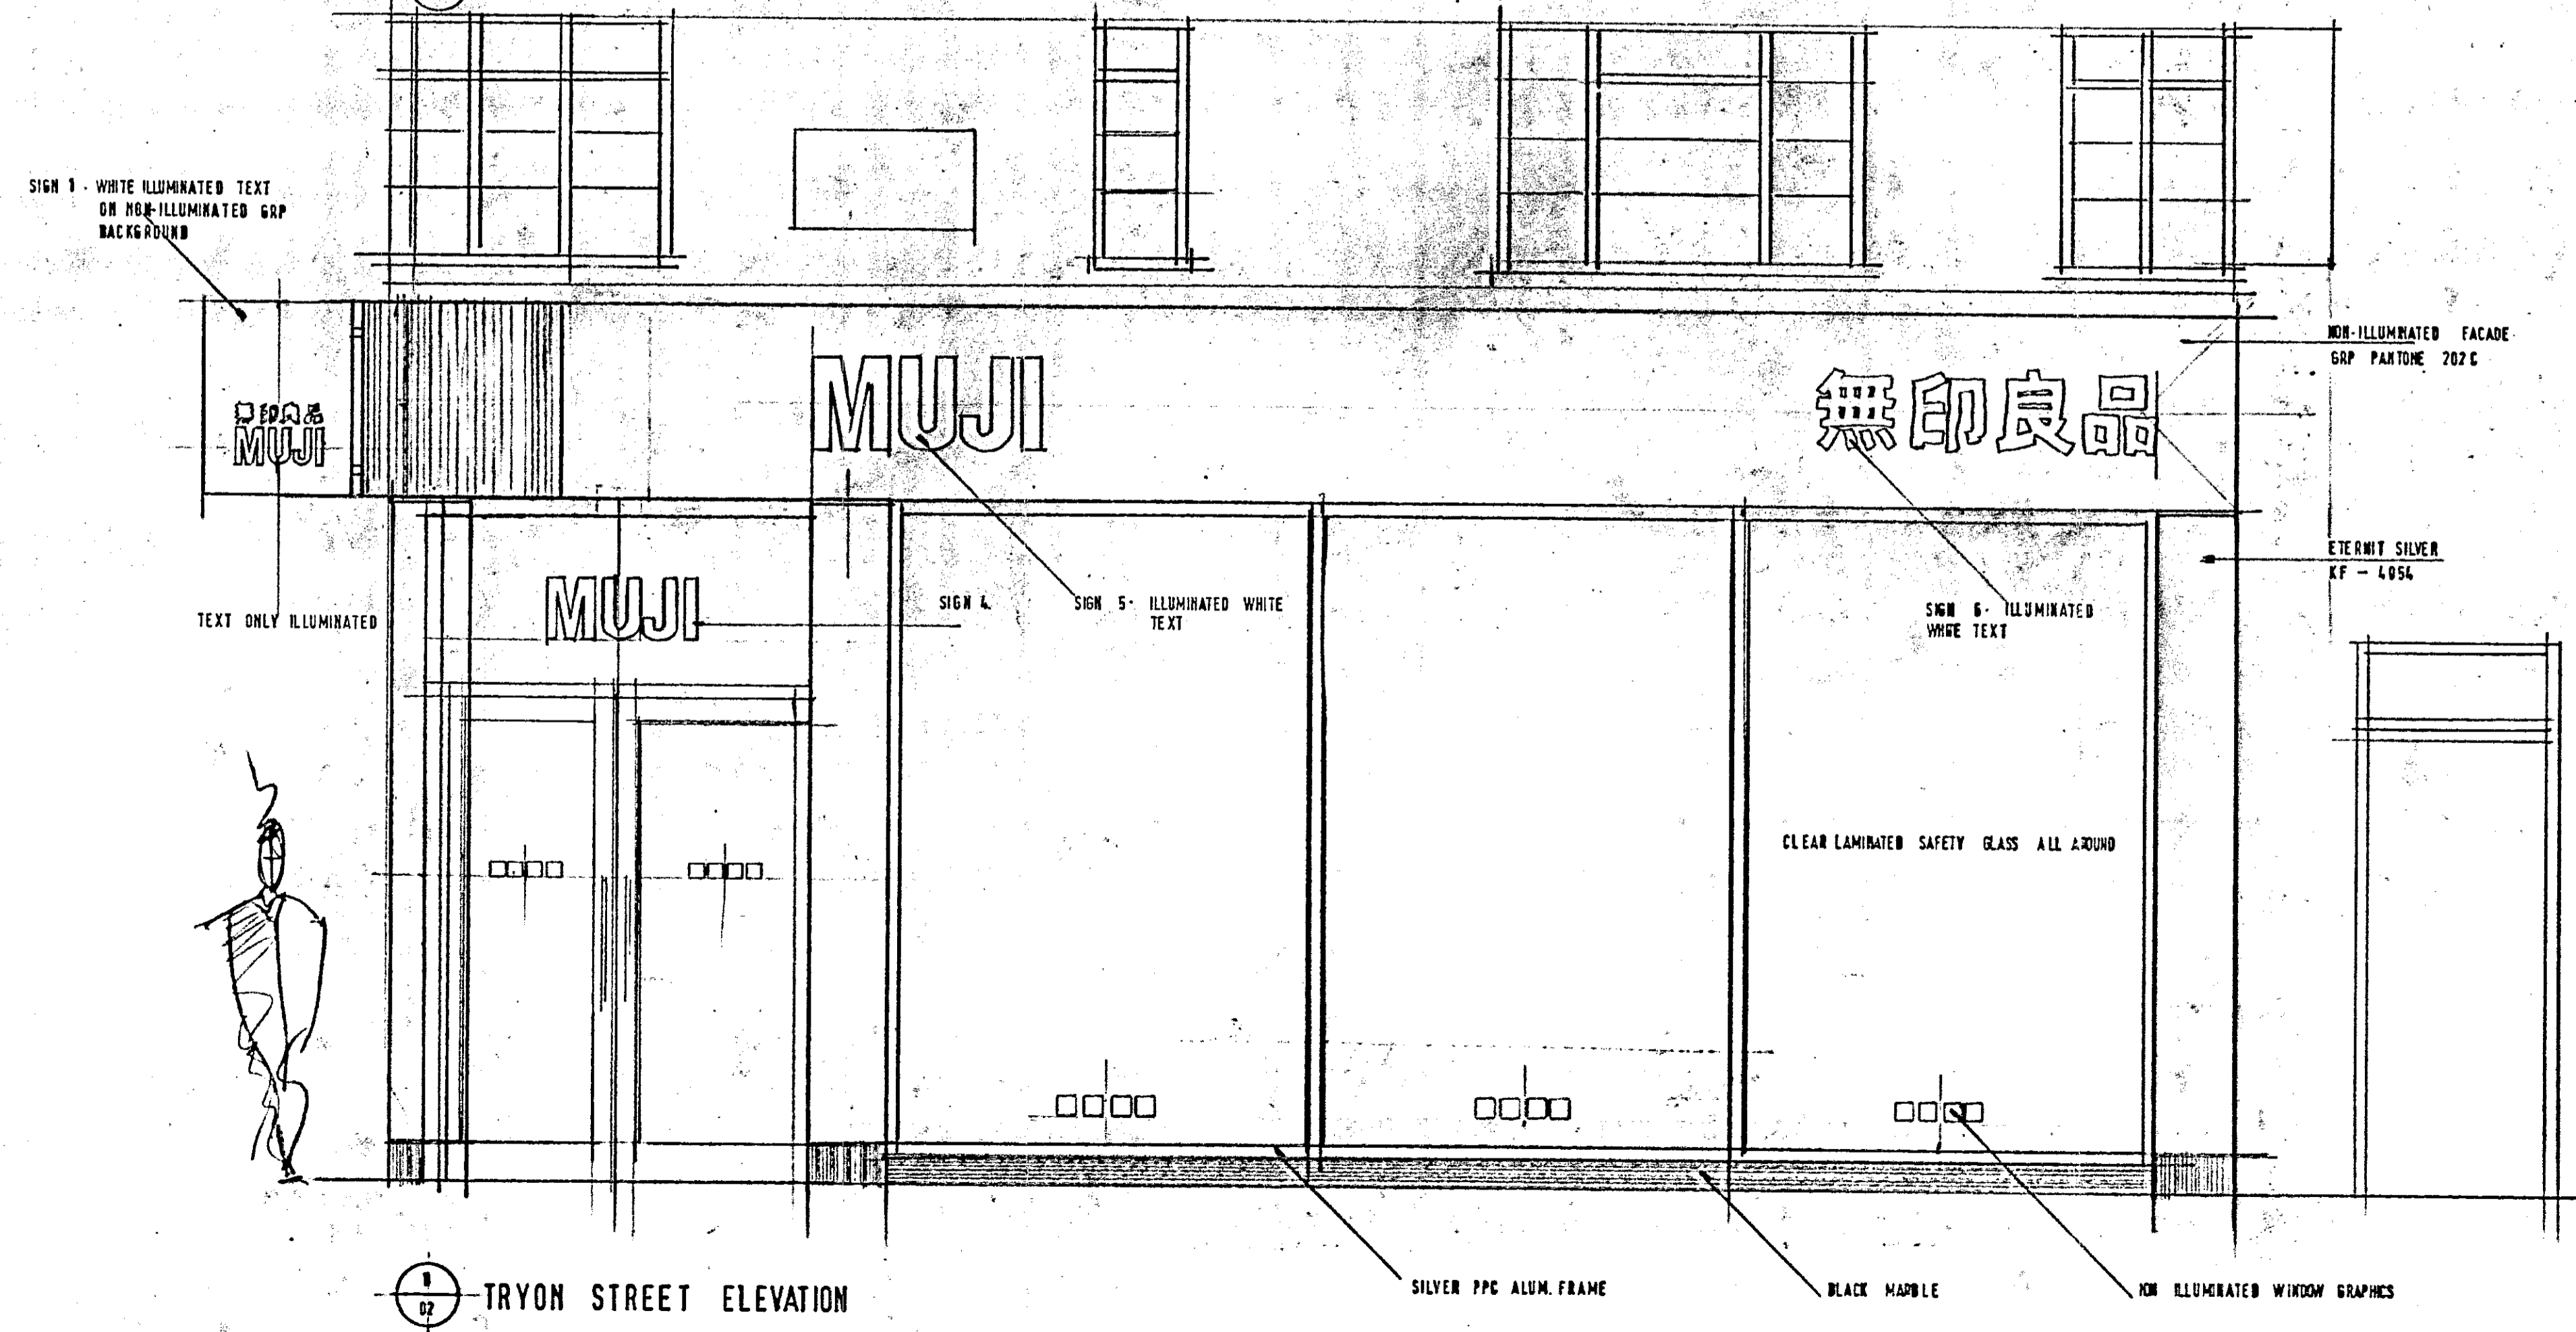 SIGN 1 - WHITE ILLUMINATED TEXT
ON NON-ILLUMINATED GRP
BACKGROUND
無印良品
MUJI
TEXT ONLY ILLUMINATED
MUJI
無印良品
NON-ILLUMINATED FACADE
GRP PANTONE 202 C
ETERNIT SILVER
KF - 4054
MUJI
SIGN 4.
SIGN 5 - ILLUMINATED WHITE
TEXT
SIGN 6 - ILLUMINATED
WHITE TEXT
CLEAR LAMINATED SAFETY GLASS ALL AROUND
02
TRYON STREET ELEVATION
SILVER PPC ALUM. FRAME
BLACK MARBLE
NON ILLUMINATED WINDOW GRAPHICS